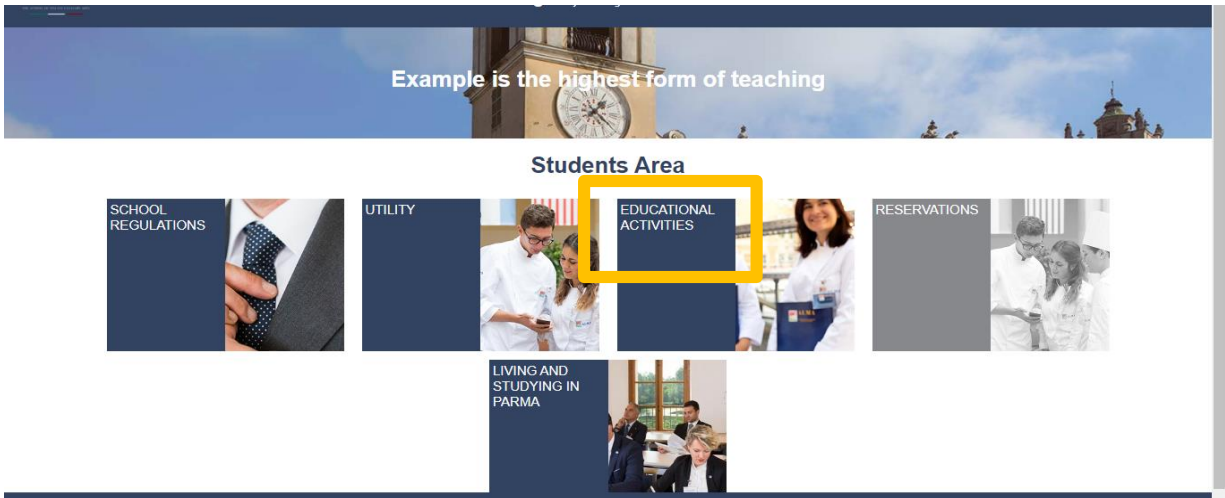 Example is the highest form of teaching
Students Area
SCHOOL
REGULATIONS
UTILITY
EDUCATIONAL
ACTIVITIES
RESERVATIONS
ALMA
LIVING AND
STUDYING IN
PARMA